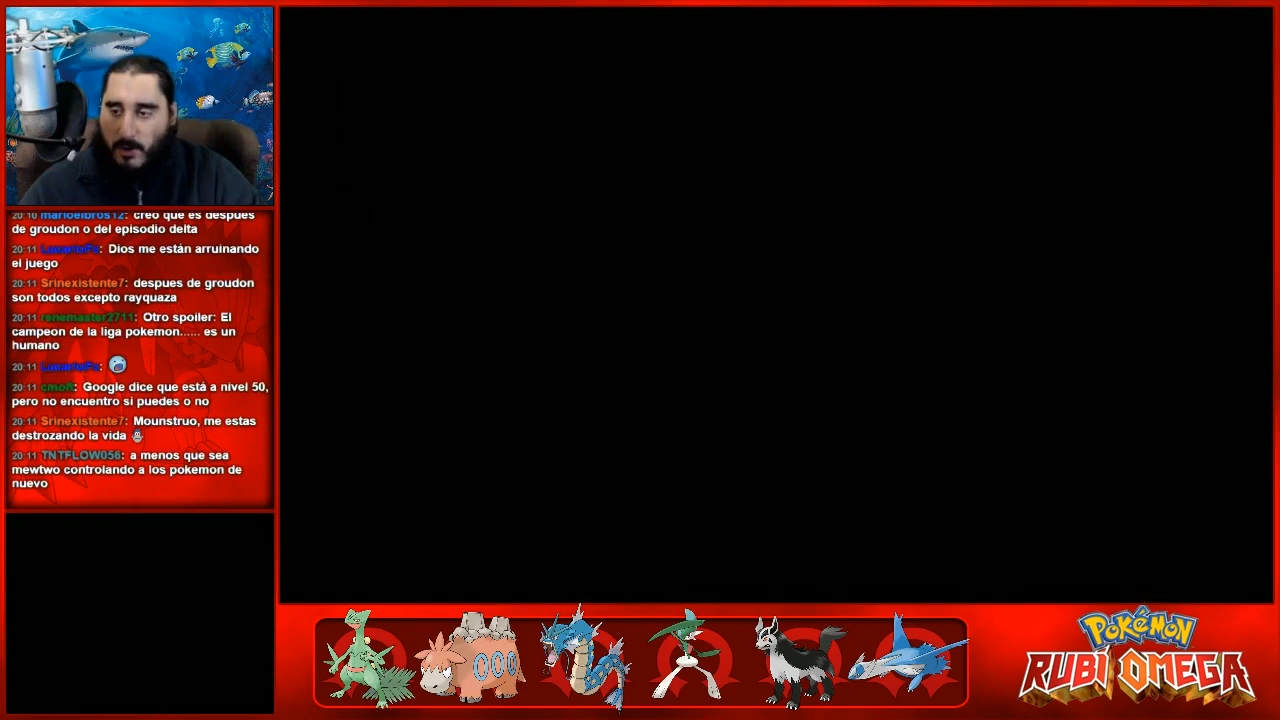 20:10 marioelbros12: creo que es despues
de groudon o del episodio delta
20:11 : Dios me están arruinando
el juego
20:11 Srinexistente7: despues de groudon
son todos excepto rayquaza
20:11 renemaster2711: Otro spoiler: El
campeon de la liga pokemon...... es un
humano
20:11 :
20:11 cmoR: Google dice que está a nivel 50,
pero no encuentro si puedes o no
20:11 Srinexistente7: Mounstruo, me estas
destrozando la vida
20:11 TNTFLOW056: a menos que sea
mewtwo controlando a los pokemon de
nuevo
POKéMON
RUBI OMEGA